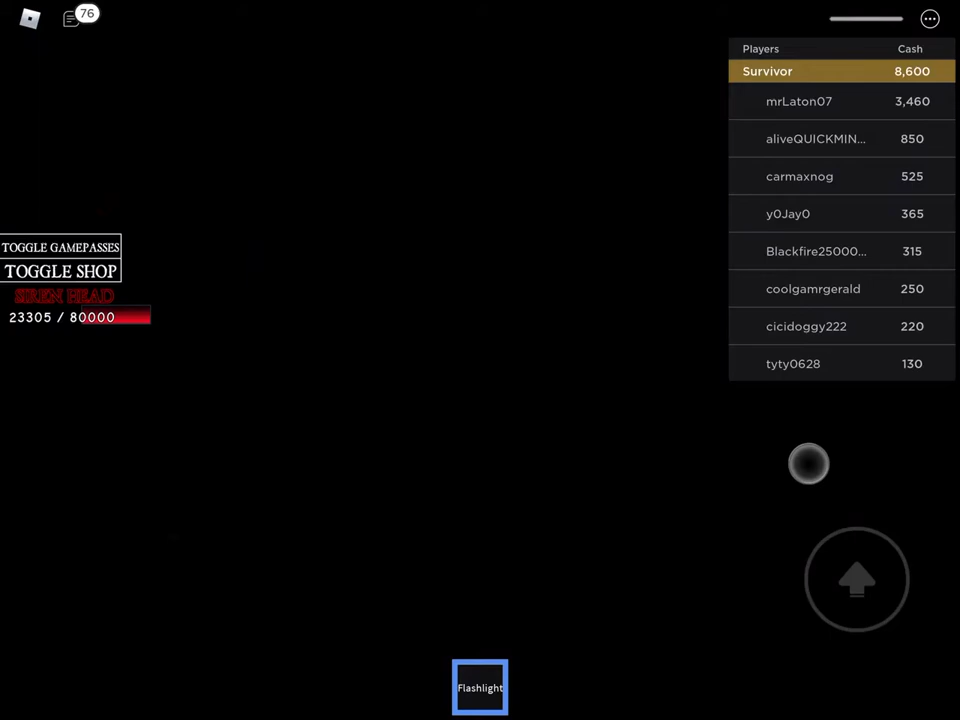 76
Players Cash
Survivor 8,600
mrLaton07 3,460
aliveQUICKMIN... 850
carmaxnog 525
y0Jay0 365
Blackfire25000... 315
coolgamrgerald 250
cicidoggy222 220
tyty0628 130
TOGGLE GAMEPASSES
TOGGLE SHOP
SIREN HEAD
23305 / 80000
Flashlight